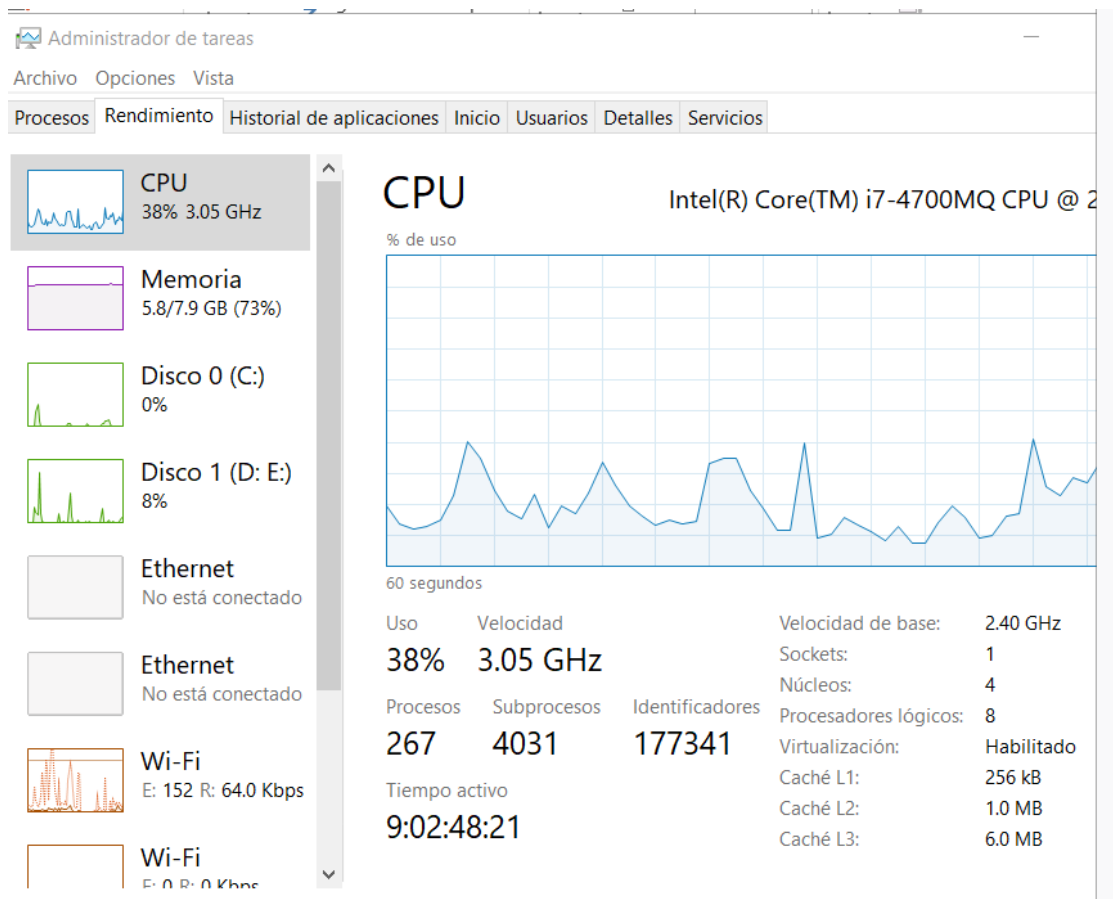 Administrador de tareas
Archivo Opciones Vista
Procesos Rendimiento Historial de aplicaciones Inicio Usuarios Detalles Servicios
CPU
38% 3.05 GHz
Memoria
5.8/7.9 GB (73%)
Disco 0 (C:)
0%
Disco 1 (D: E:)
8%
Ethernet
No está conectado
Ethernet
No está conectado
Wi-Fi
E: 152 R: 64.0 Kbps
Wi-Fi
E: 0 R: 0 Kbps
CPU
Intel(R) Core(TM) i7-4700MQ CPU @ 2
% de uso
60 segundos
Uso Velocidad
38% 3.05 GHz
Procesos Subprocesos Identificadores
267 4031 177341
Tiempo activo
9:02:48:21
Velocidad de base: 2.40 GHz
Sockets: 1
Núcleos: 4
Procesadores lógicos: 8
Virtualización: Habilitado
Caché L1: 256 kB
Caché L2: 1.0 MB
Caché L3: 6.0 MB